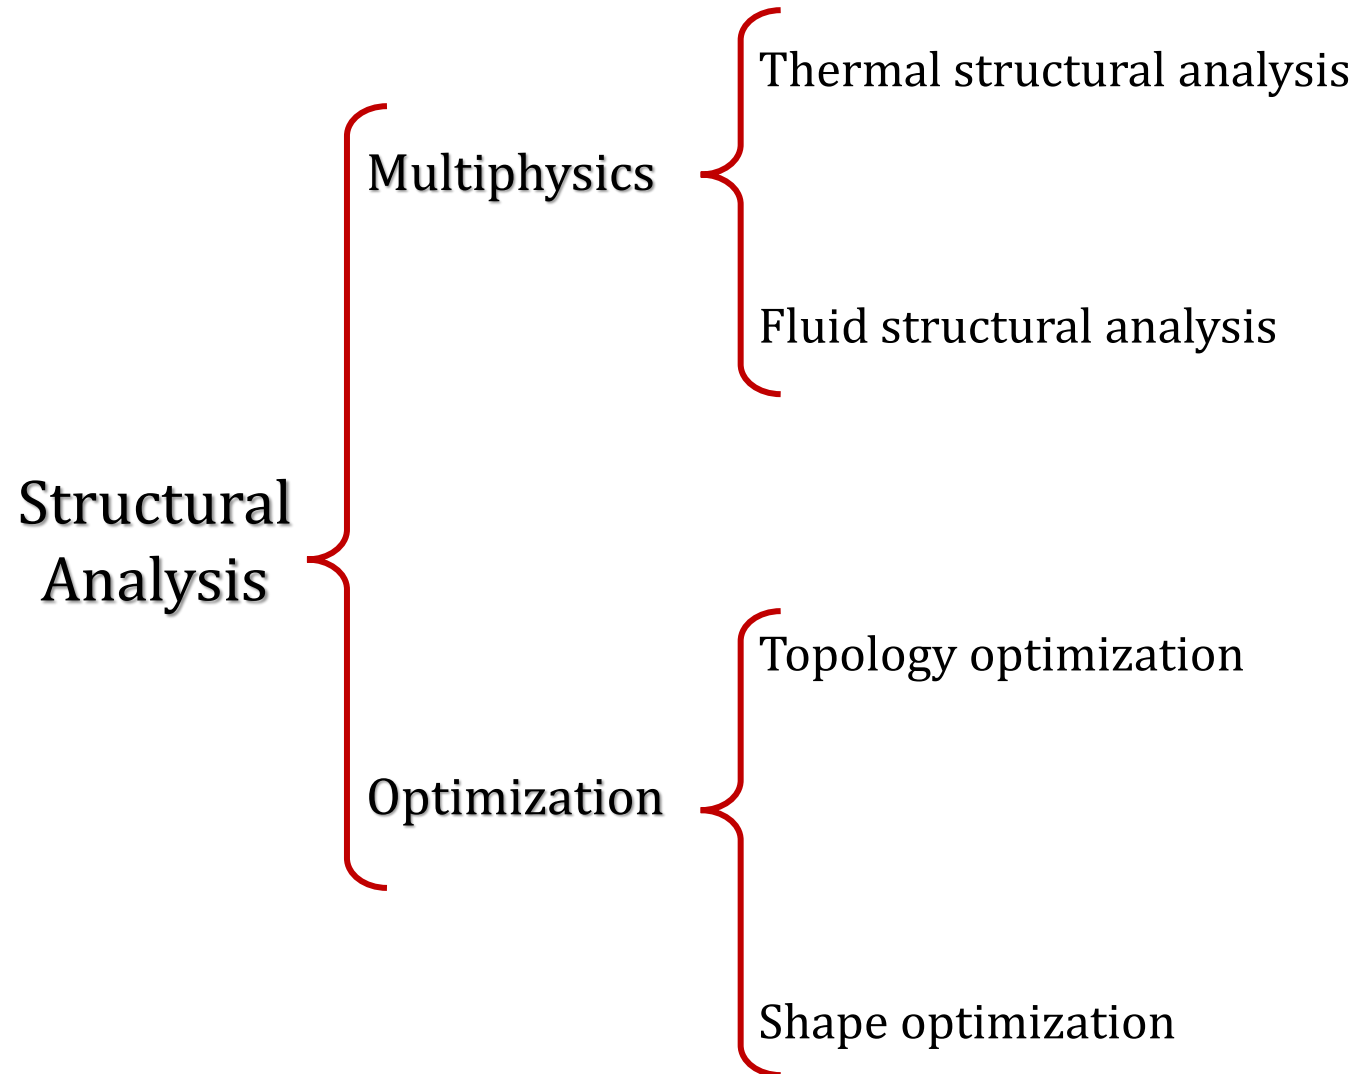 Structural
Analysis
Multiphysics
Thermal structural analysis
Fluid structural analysis
Optimization
Topology optimization
Shape optimization